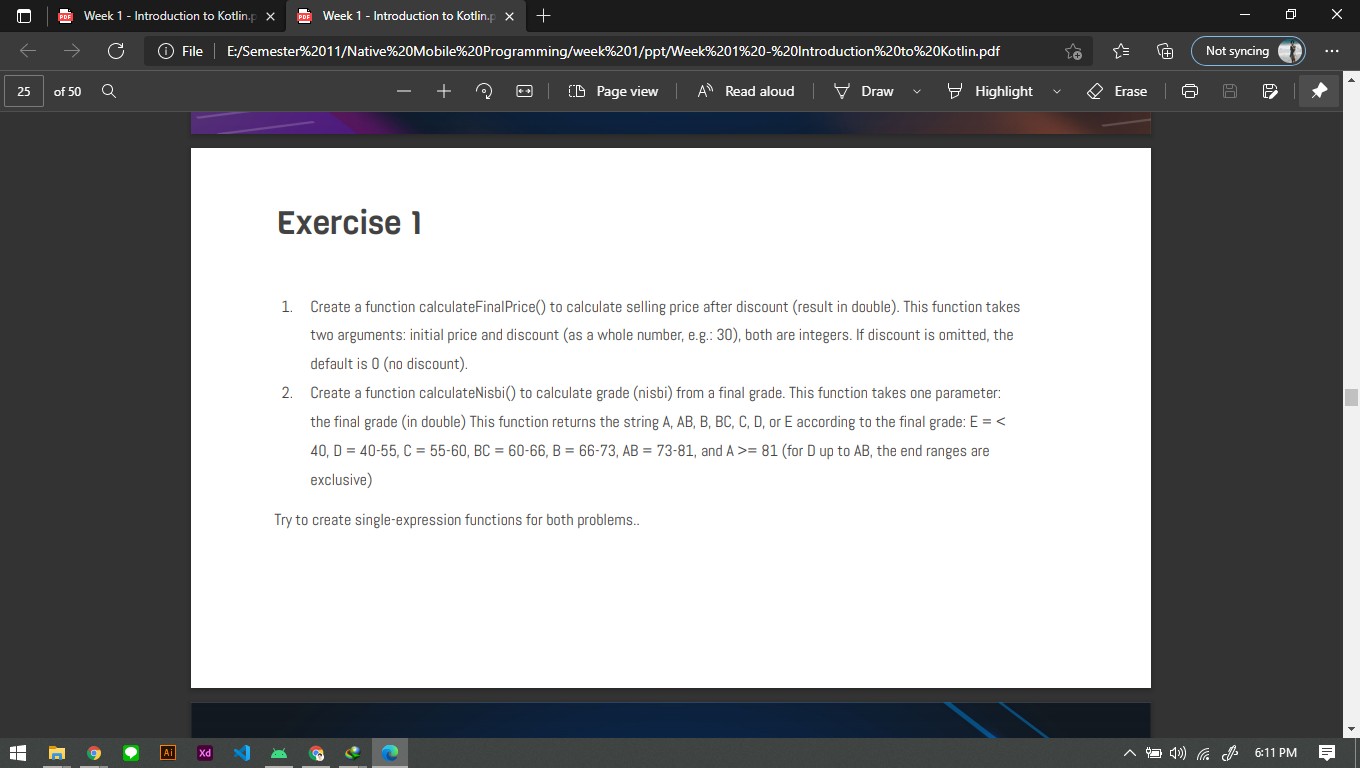 Week 1 - Introduction to Kotlin.p
Week 1 - Introduction to Kotlin.p
File
E:/Semester%2011/Native%20Mobile%20Programming/week%201/ppt/Week%201%20-%20Introduction%20to%20Kotlin.pdf
Not syncing
25 of 50
Page view
Read aloud
Draw
Highlight
Erase
Exercise 1
1. Create a function calculateFinalPrice() to calculate selling price after discount (result in double). This function takes
two arguments: initial price and discount (as a whole number, e.g.: 30), both are integers. If discount is omitted, the
default is 0 (no discount).
2. Create a function calculateNisbi() to calculate grade (nisbi) from a final grade. This function takes one parameter:
the final grade (in double) This function returns the string A, AB, B, BC, C, D, or E according to the final grade: E = <
40, D = 40-55, C = 55-60, BC = 60-66, B = 66-73, AB = 73-81, and A >= 81 (for D up to AB, the end ranges are
exclusive)
Try to create single-expression functions for both problems..
Ai
Xd
6:11 PM